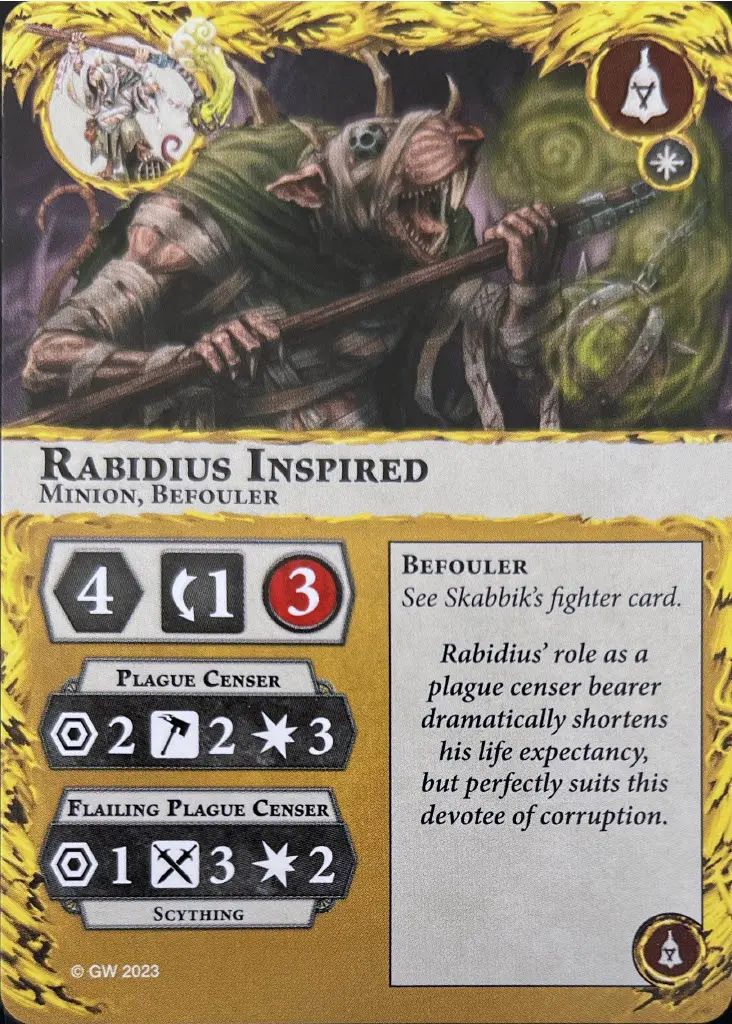 Rabidius Inspired
Minion, Befouler
4 1 3
Plague Censer
2 2 3
Flailing Plague Censer
1 3 2
Scything
© GW 2023
Befouler
See Skabbik's fighter card.
Rabidius' role as a
plague censer bearer
dramatically shortens
his life expectancy,
but perfectly suits this
devotee of corruption.